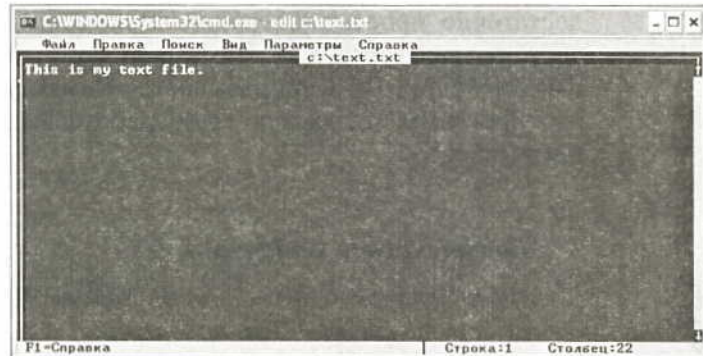 C:\WINDOWS\System32\cmd.exe - edit c:\text.txt
Файл Правка Поиск Вид Параметры Справка
c:\text.txt
This is my text file.
F1=Справка Строка:1 Столбец:22